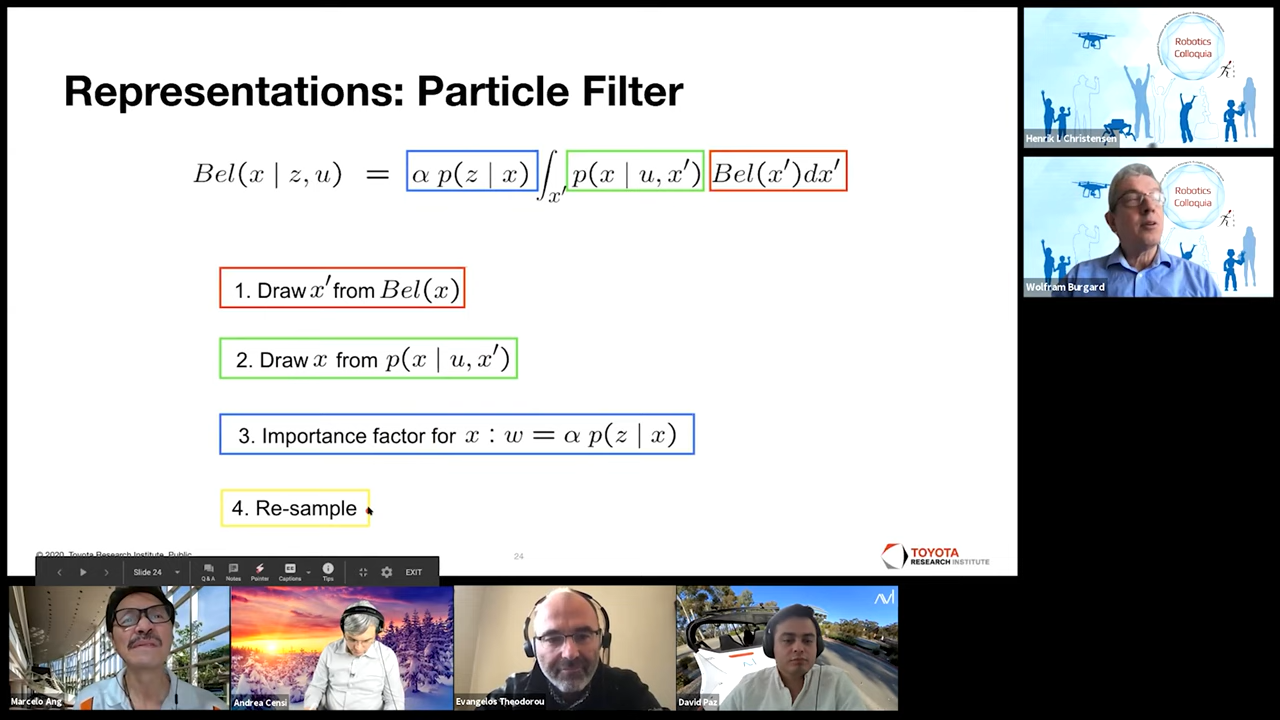 Representations: Particle Filter
Bel(x | z, u) = α p(z | x) ∫x′ p(x | u, x′) Bel(x′)dx′
1. Draw x′ from Bel(x)
2. Draw x from p(x | u, x′)
3. Importance factor for x : w = α p(z | x)
4. Re-sample
© 2020 Toyota Research Institute. Public
24
TOYOTA
RESEARCH INSTITUTE
Slide 24
Q & A
Notes
Pointer
Captions
Tips
EXIT
Robotics
Colloquia
Henrik I. Christensen
Robotics
Colloquia
Wolfram Burgard
Marcelo Ang
Andrea Censi
Evangelos Theodorou
David Paz